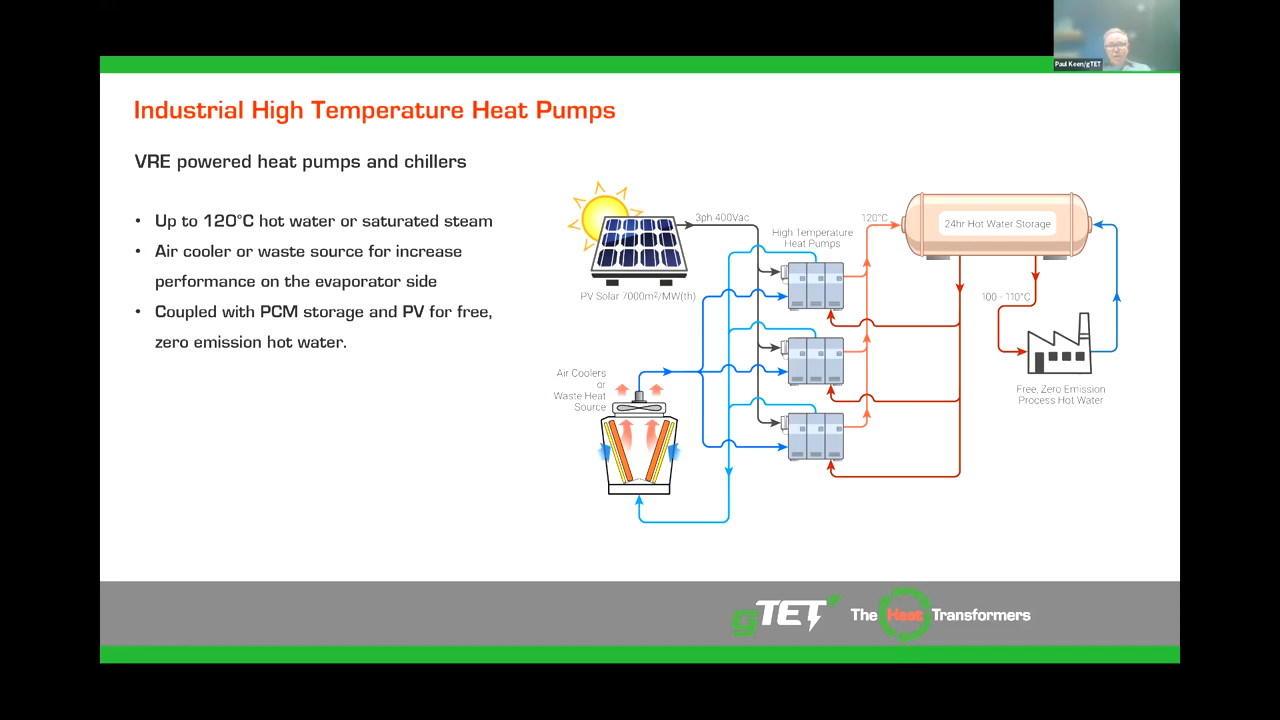 Paul Keen/gTET
Industrial High Temperature Heat Pumps
VRE powered heat pumps and chillers
• Up to 120°C hot water or saturated steam
• Air cooler or waste source for increase
performance on the evaporator side
• Coupled with PCM storage and PV for free,
zero emission hot water.
3ph 400Vac
120°C
24hr Hot Water Storage
High Temperature
Heat Pumps
PV Solar 7000m²/MW(th)
100 - 110°C
Air Coolers
or
Waste Heat
Source
Free, Zero Emission
Process Hot Water
gTET
The Heat Transformers